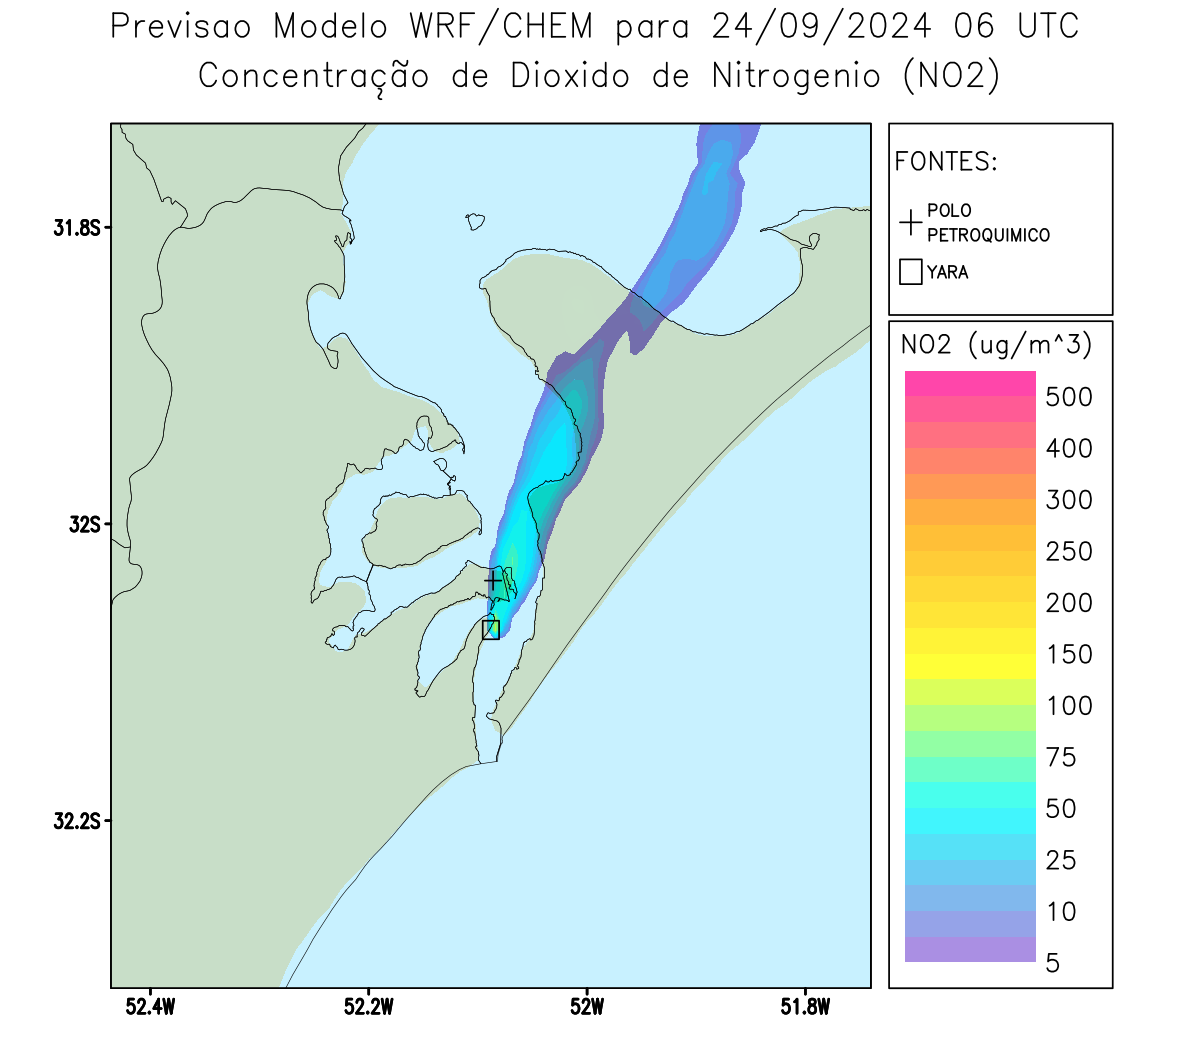 Previsao Modelo WRF/CHEM para 24/09/2024 06 UTC
Concentração de Dioxido de Nitrogenio (NO2)
FONTES:
POLO
PETROQUIMICO
YARA
NO2 (ug/m^3)
500
400
300
250
200
150
100
75
50
25
10
5
31.8S
32S
32.2S
52.4W
52.2W
52W
51.8W